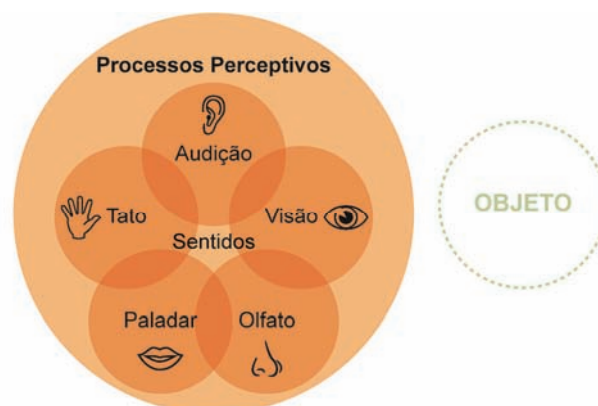 Processos Perceptivos
Audição
Tato
Visão
OBJETO
Sentidos
Paladar
Olfato